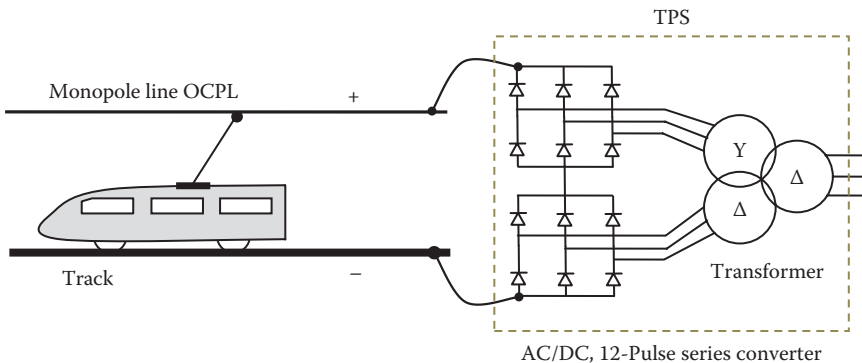 TPS
Monopole line OCPL
+
Y
Δ
Δ
Track
−
Transformer
AC/DC, 12-Pulse series converter